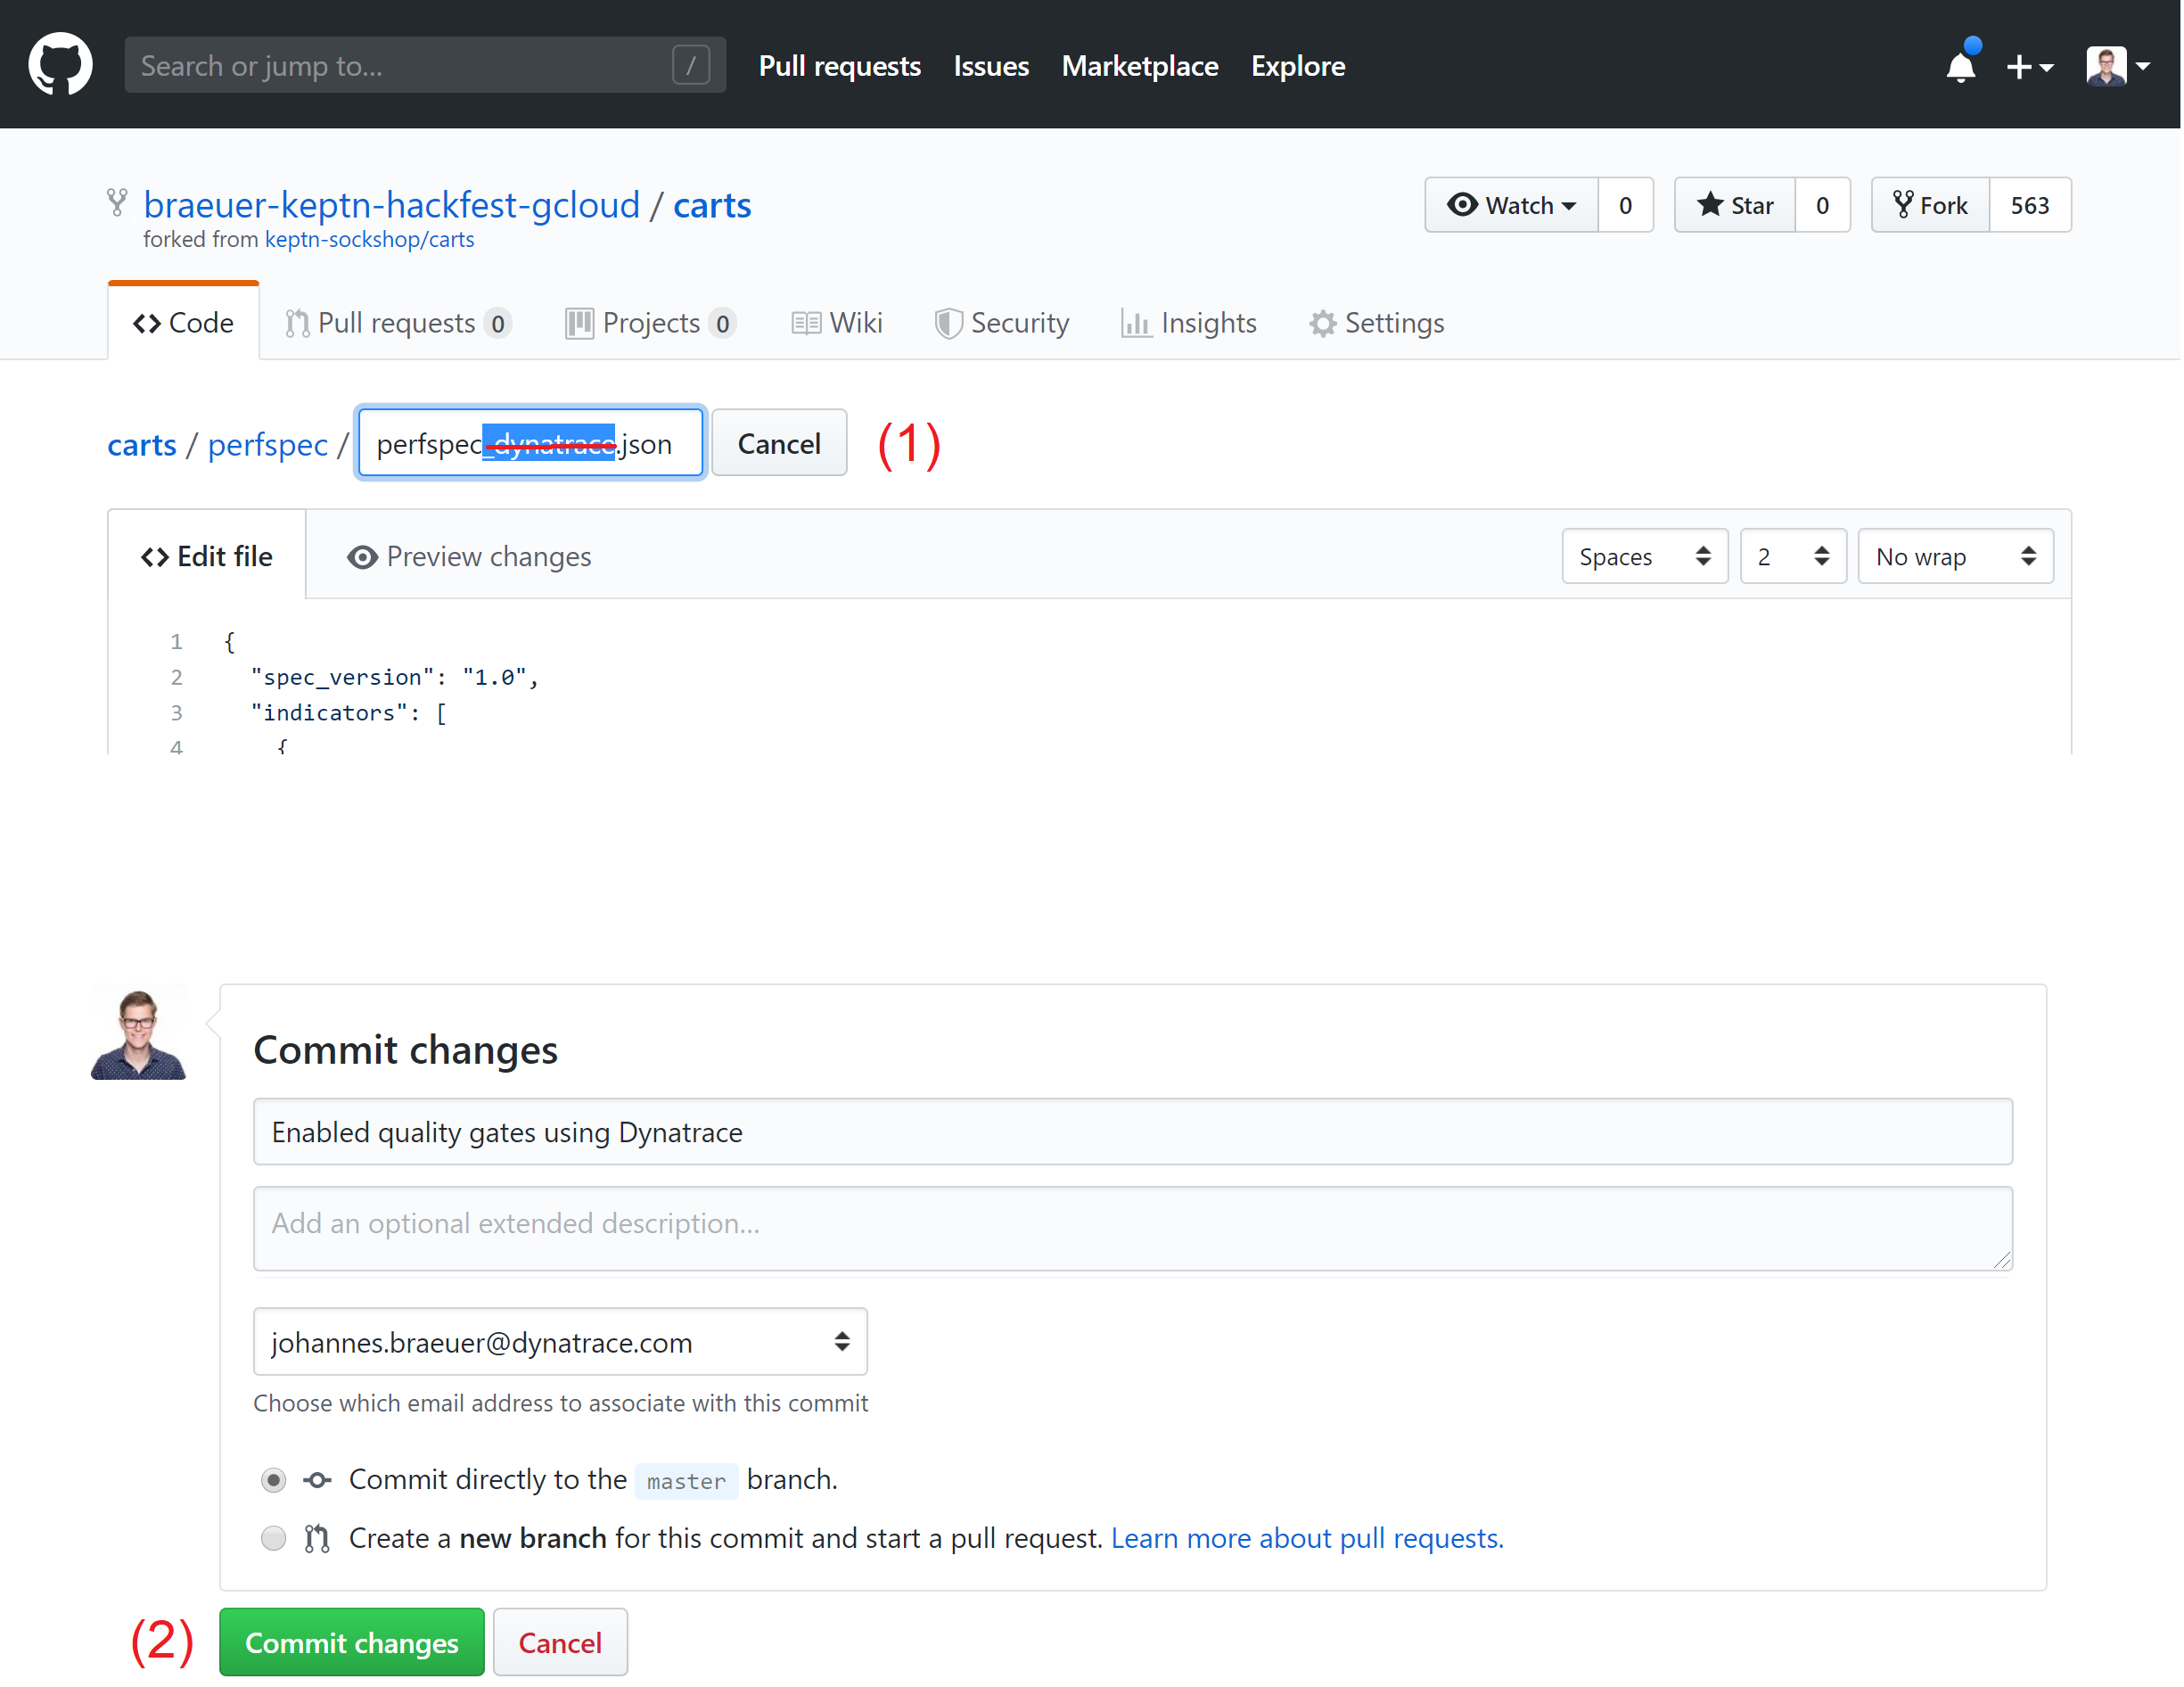 Search or jump to... / Pull requests Issues Marketplace Explore
braeuer-keptn-hackfest-gcloud / carts Watch 0 Star 0 Fork 563
forked from keptn-sockshop/carts
Code Pull requests 0 Projects 0 Wiki Security Insights Settings
carts / perfspec / perfspec_dynatrace.json Cancel (1)
Edit file Preview changes Spaces 2 No wrap
1 {
2 "spec_version": "1.0",
3 "indicators": [
4 {
Commit changes
Enabled quality gates using Dynatrace
Add an optional extended description...
johannes.braeuer@dynatrace.com
Choose which email address to associate with this commit
Commit directly to the master branch.
Create a new branch for this commit and start a pull request. Learn more about pull requests.
(2) Commit changes Cancel